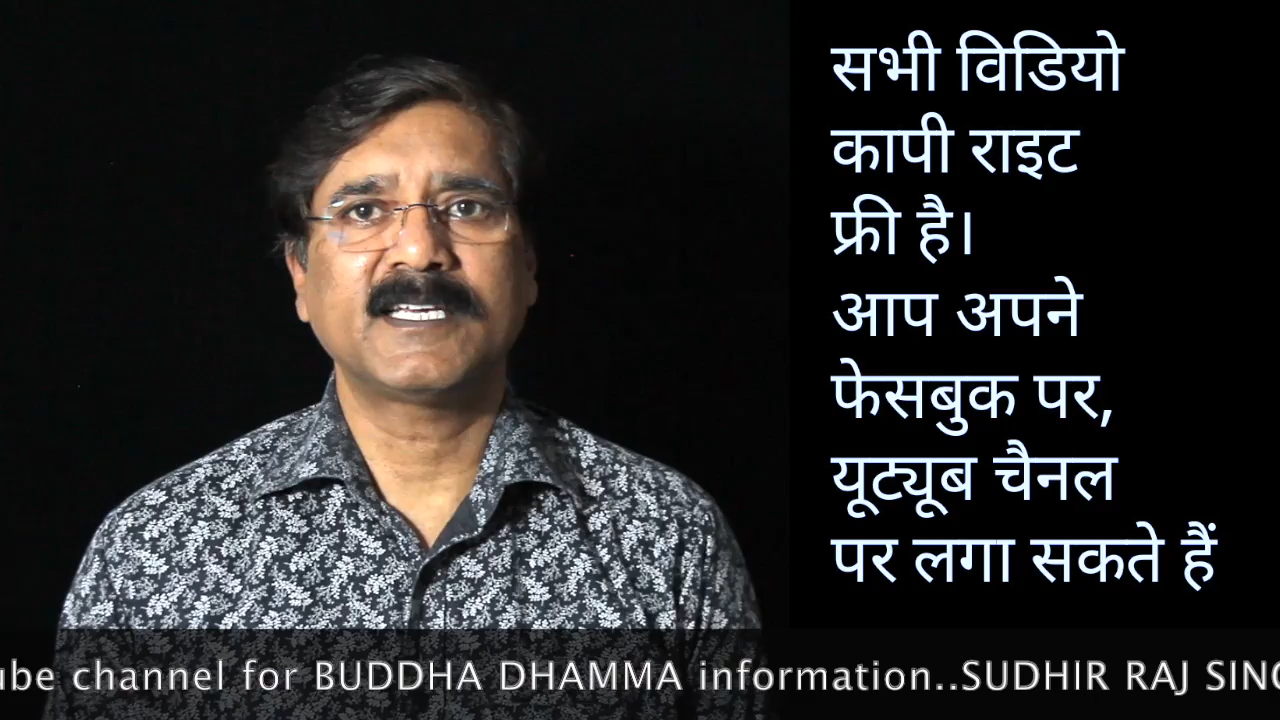 सभी विडियो
कापी राइट
फ्री है।
आप अपने
फेसबुक पर,
यूट्यूब चैनल
पर लगा सकते हैं
channel for BUDDHA DHAMMA information..SUDHIR RAJ